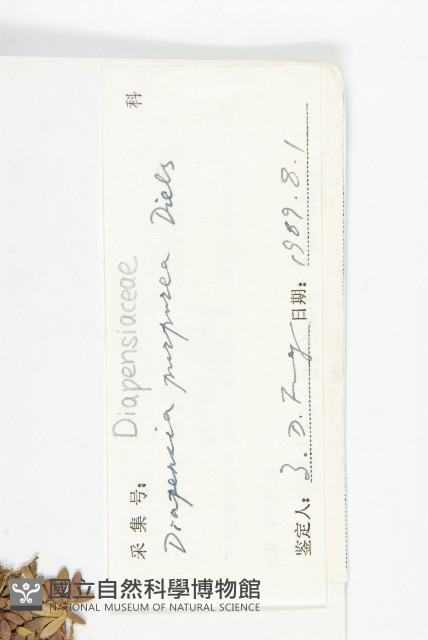 采集号： Diapensiaceae 科
Diapensia purpurea Diels
鉴定人： 日期： 1989.8.1
國立自然科學博物館
NATIONAL MUSEUM OF NATURAL SCIENCE